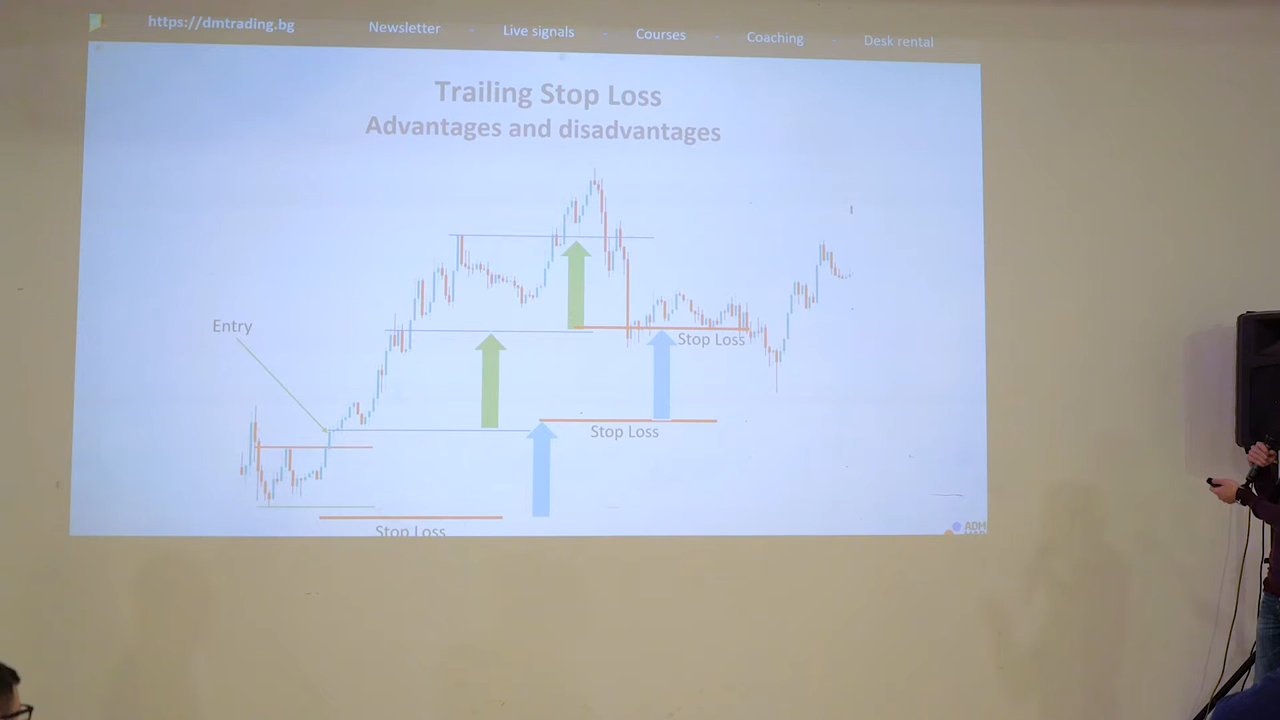 https://dmtrading.bg Newsletter - Live signals - Courses - Coaching - Desk rental
Trailing Stop Loss
Advantages and disadvantages
Entry
Stop Loss
Stop Loss
Stop Loss
ADM